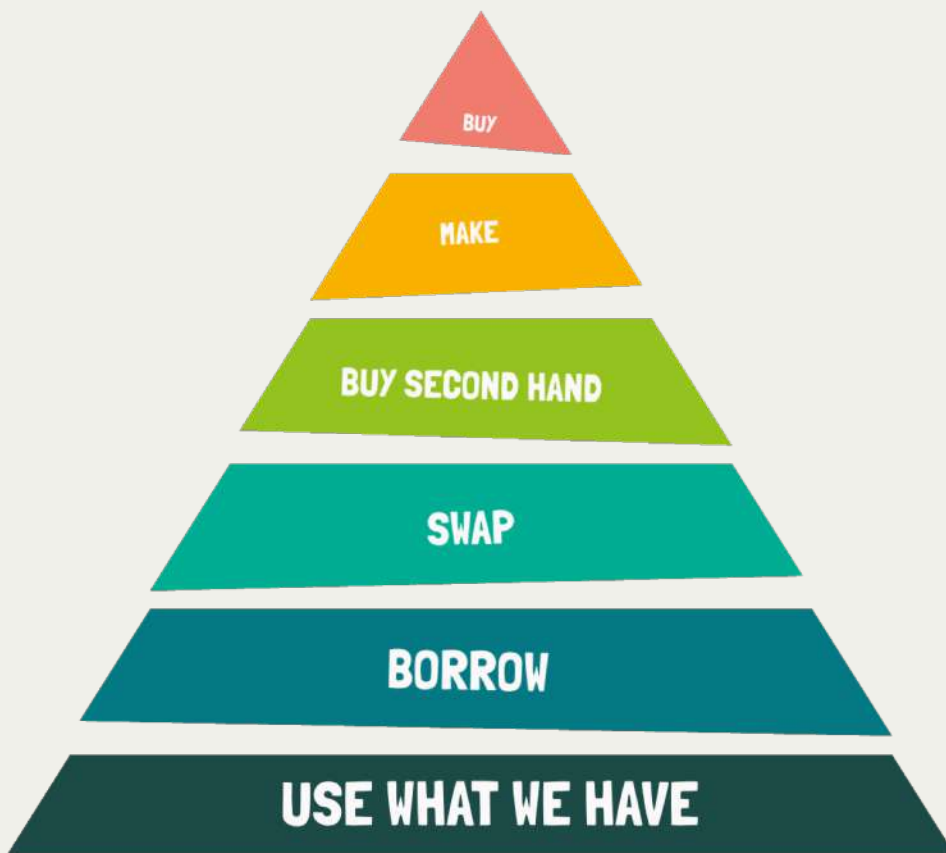 BUY
MAKE
BUY SECOND HAND
SWAP
BORROW
USE WHAT WE HAVE